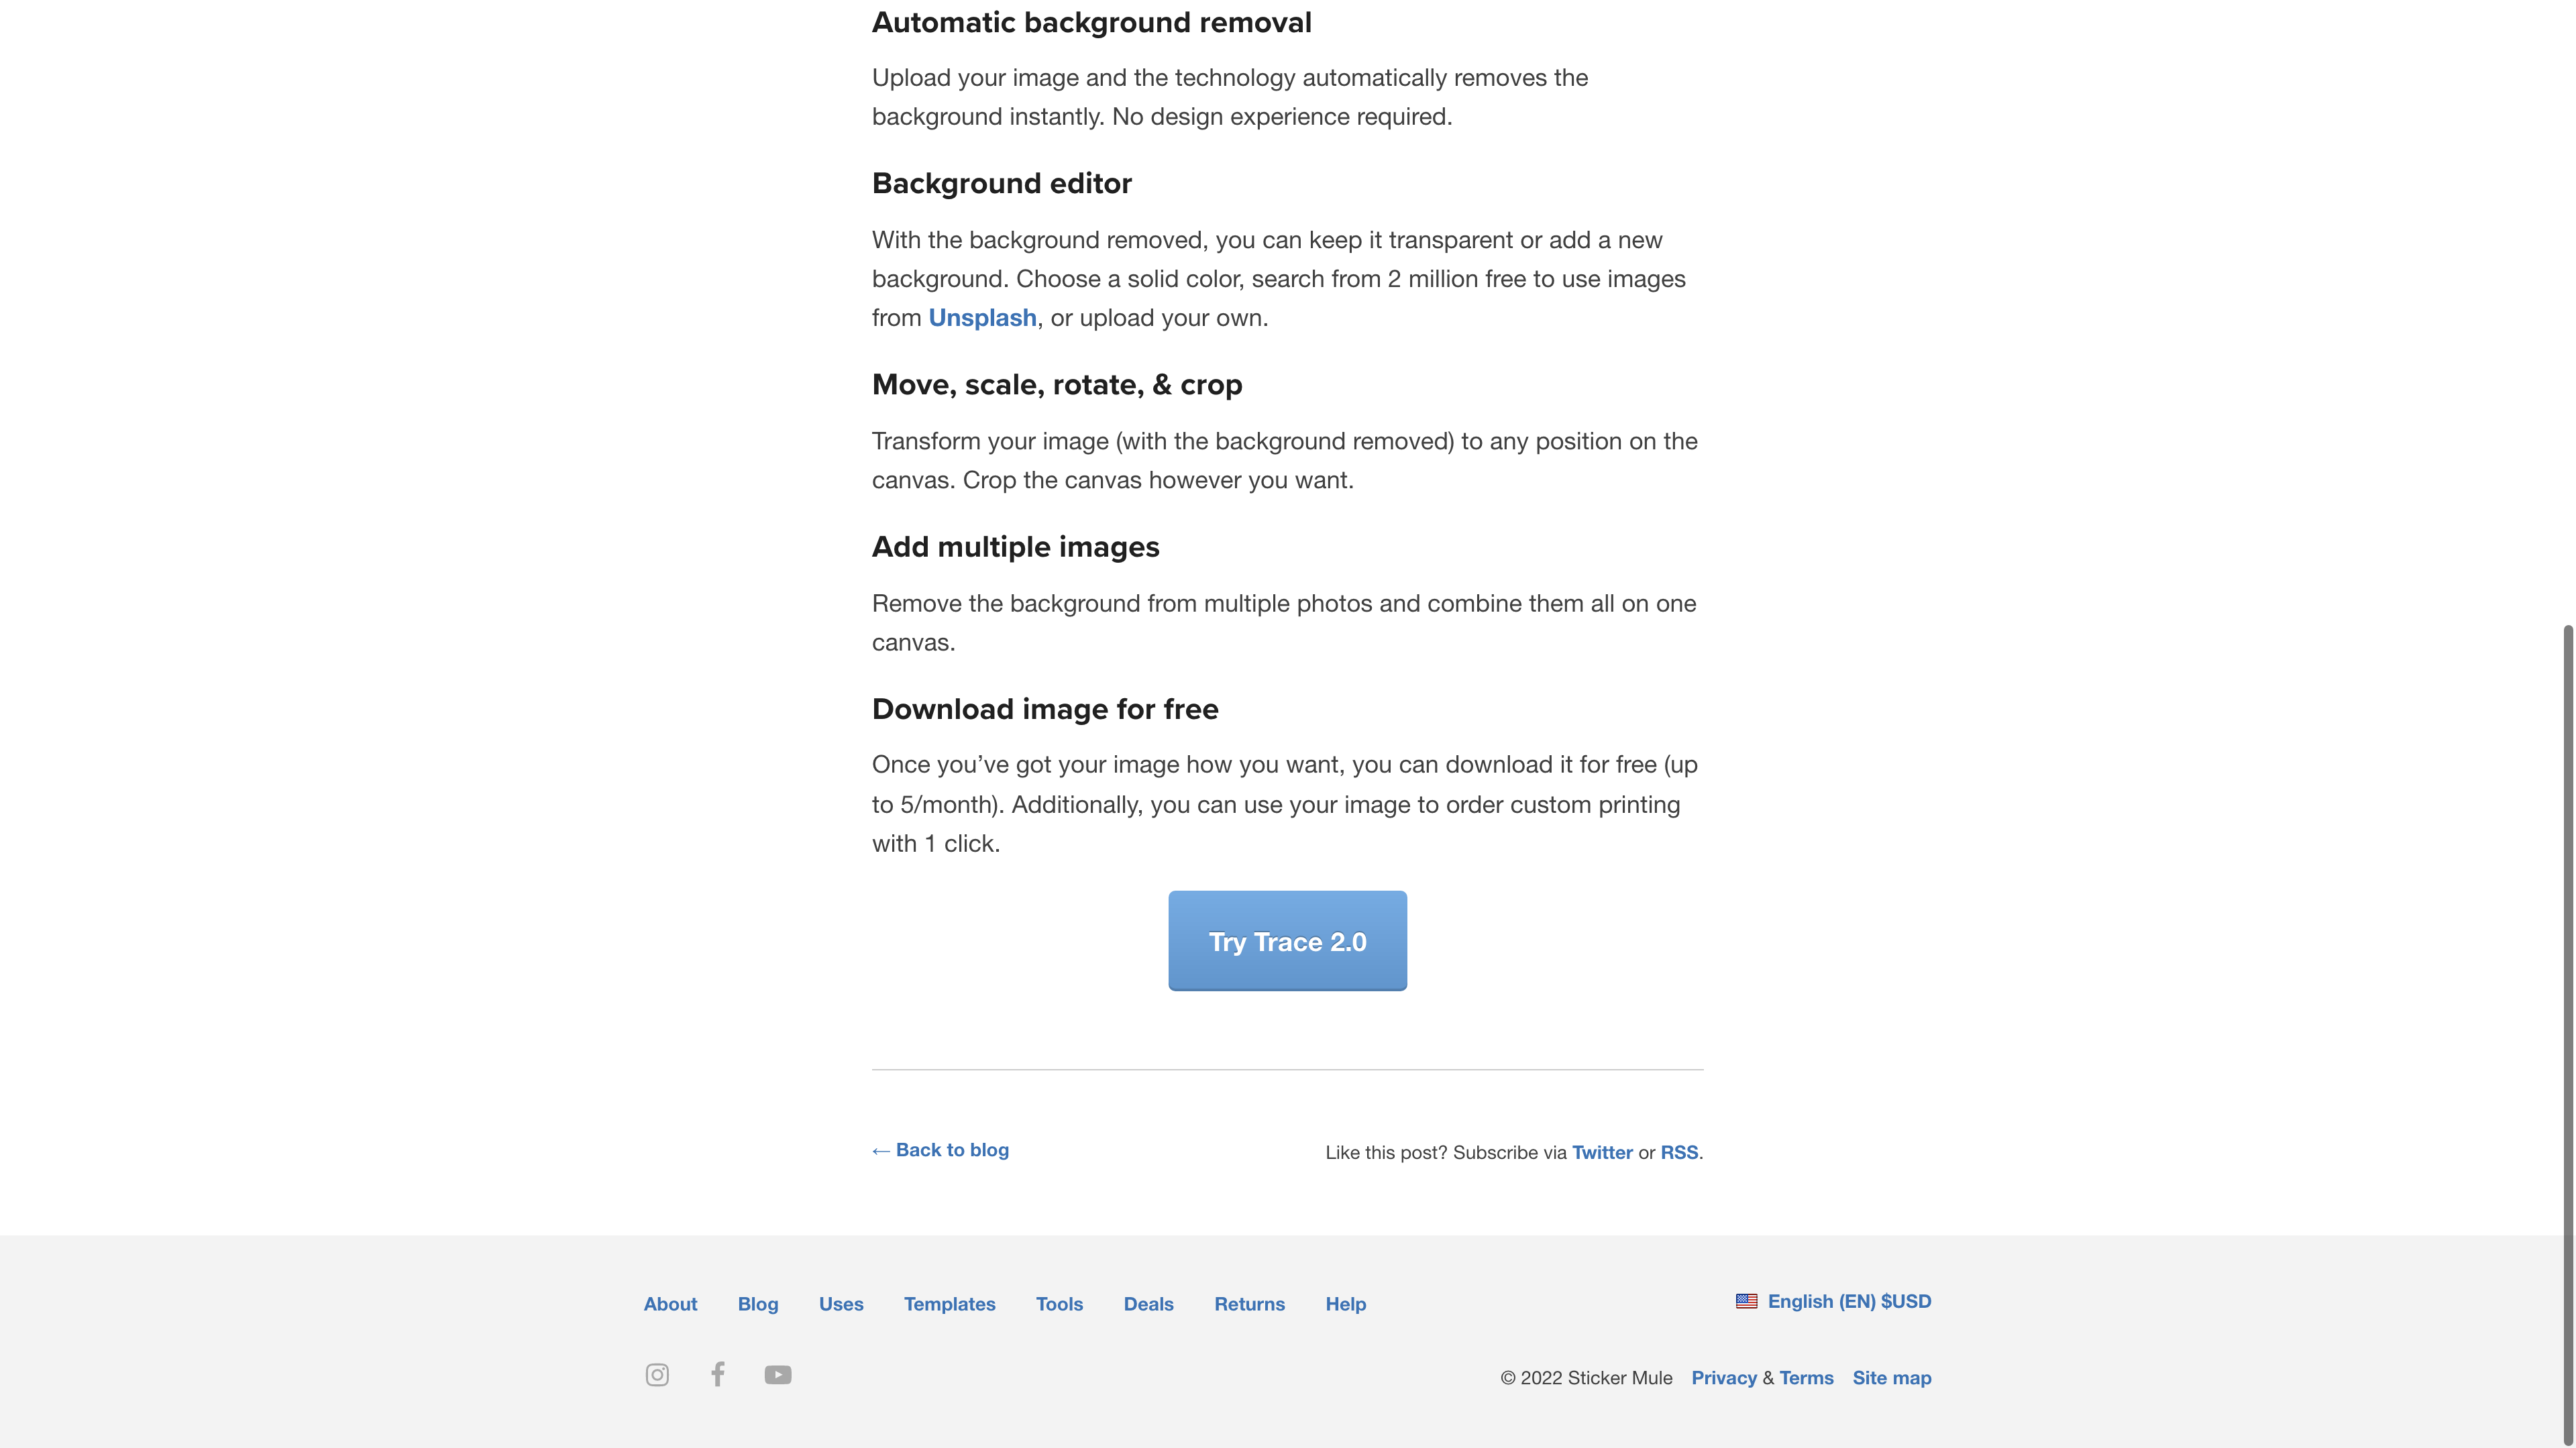 Automatic background removal
Upload your image and the technology automatically removes the
background instantly. No design experience required.
Background editor
With the background removed, you can keep it transparent or add a new
background. Choose a solid color, search from 2 million free to use images
from Unsplash, or upload your own.
Move, scale, rotate, & crop
Transform your image (with the background removed) to any position on the
canvas. Crop the canvas however you want.
Add multiple images
Remove the background from multiple photos and combine them all on one
canvas.
Download image for free
Once you’ve got your image how you want, you can download it for free (up
to 5/month). Additionally, you can use your image to order custom printing
with 1 click.
Try Trace 2.0
← Back to blog
Like this post? Subscribe via Twitter or RSS.
About Blog Uses Templates Tools Deals Returns Help
English (EN) $USD
© 2022 Sticker Mule Privacy & Terms Site map